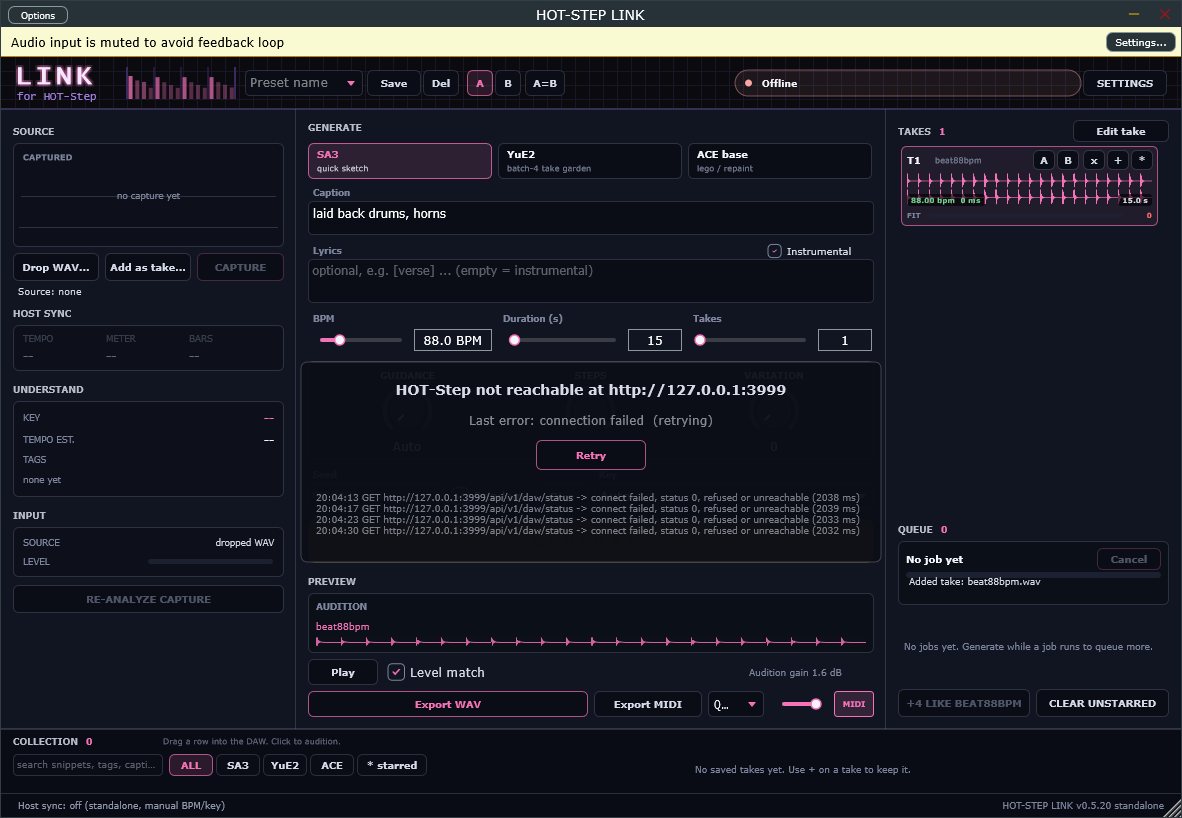 Options
HOT-STEP LINK
Audio input is muted to avoid feedback loop
Settings...
LINK
for HOT-Step
Preset name
Save
Del
A
B
A=B
Offline
SETTINGS
SOURCE
CAPTURED
no capture yet
Drop WAV...
Add as take...
CAPTURE
Source: none
HOST SYNC
TEMPO
METER
BARS
--
--
--
UNDERSTAND
KEY
--
TEMPO EST.
--
TAGS
none yet
INPUT
SOURCE
dropped WAV
LEVEL
RE-ANALYZE CAPTURE
GENERATE
SA3
quick sketch
YuE2
batch-4 take garden
ACE base
lego / repaint
Caption
laid back drums, horns
Lyrics
Instrumental
optional, e.g. [verse] ... (empty = instrumental)
BPM
88.0 BPM
Duration (s)
15
Takes
1
GUIDANCE
STEPS
VARIATION
HOT-Step not reachable at http://127.0.0.1:3999
Last error: connection failed (retrying)
Auto
0
Retry
Seed
20:04:13 GET http://127.0.0.1:3999/api/v1/daw/status -> connect failed, status 0, refused or unreachable (2038 ms)
20:04:17 GET http://127.0.0.1:3999/api/v1/daw/status -> connect failed, status 0, refused or unreachable (2039 ms)
20:04:23 GET http://127.0.0.1:3999/api/v1/daw/status -> connect failed, status 0, refused or unreachable (2033 ms)
20:04:30 GET http://127.0.0.1:3999/api/v1/daw/status -> connect failed, status 0, refused or unreachable (2032 ms)
PREVIEW
AUDITION
beat88bpm
Play
Level match
Audition gain 1.6 dB
Export WAV
Export MIDI
Q...
MIDI
TAKES 1
Edit take
T1
beat88bpm
A
B
x
+
*
88.00 bpm 0 ms
15.0 s
FIT
0
QUEUE 0
No job yet
Cancel
Added take: beat88bpm.wav
No jobs yet. Generate while a job runs to queue more.
+4 LIKE BEAT88BPM
CLEAR UNSTARRED
COLLECTION 0
Drag a row into the DAW. Click to audition.
search snippets, tags, capti...
ALL
SA3
YuE2
ACE
* starred
No saved takes yet. Use + on a take to keep it.
Host sync: off (standalone, manual BPM/key)
HOT-STEP LINK v0.5.20 standalone